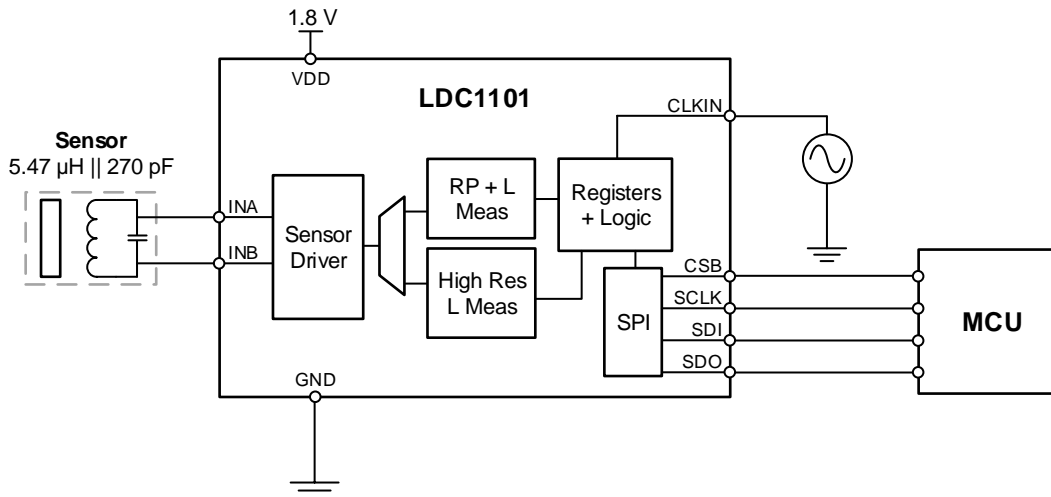 1.8 V
VDD
LDC1101
CLKIN
Sensor
5.47 µH || 270 pF
INA
INB
Sensor
Driver
RP + L
Meas
High Res
L Meas
Registers
+ Logic
SPI
CSB
SCLK
SDI
SDO
MCU
GND